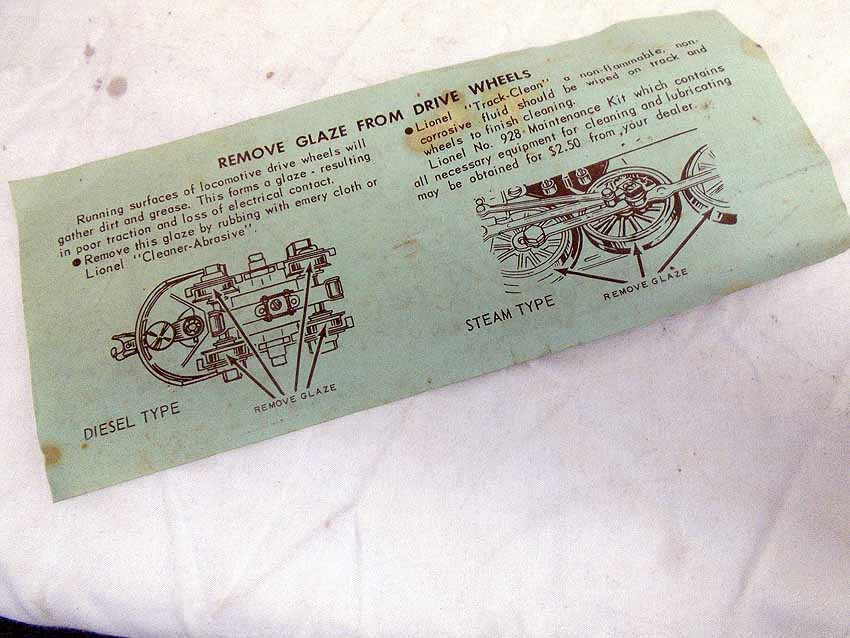 REMOVE GLAZE FROM DRIVE WHEELS
Running surfaces of locomotive drive wheels will
gather dirt and grease. This forms a glaze - resulting
in poor traction and loss of electrical contact.
● Remove this glaze by rubbing with emery cloth or
Lionel "Cleaner-Abrasive".
DIESEL TYPE
REMOVE GLAZE
● Lionel "Track-Clean" a non-flammable, non-
corrosive fluid should be wiped on track and
wheels to finish cleaning.
Lionel No. 928 Maintenance Kit which contains
all necessary equipment for cleaning and lubricating
may be obtained for $2.50 from your dealer.
STEAM TYPE
REMOVE GLAZE